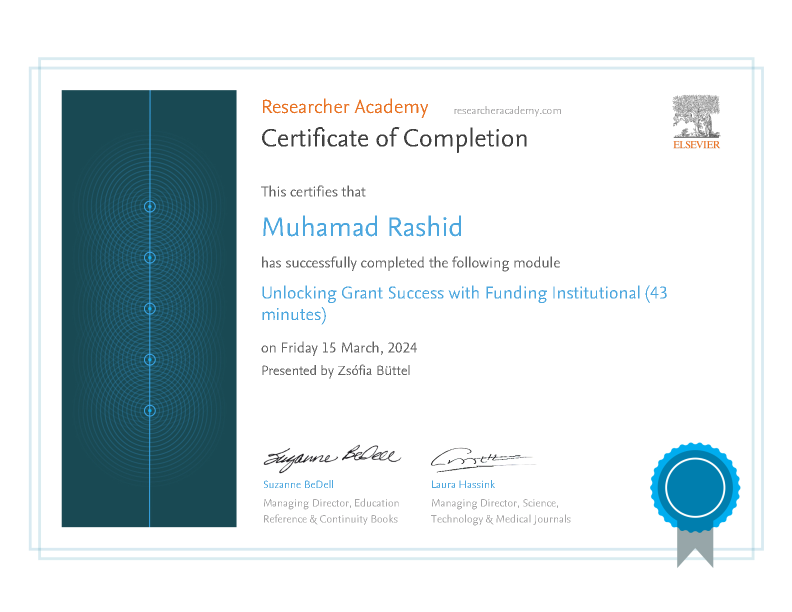 Researcher Academy researcheracademy.com
Certificate of Completion
ELSEVIER
This certifies that
Muhamad Rashid
has successfully completed the following module
Unlocking Grant Success with Funding Institutional (43
minutes)
on Friday 15 March, 2024
Presented by Zsófia Büttel
Suzanne BeDell
Suzanne BeDell
Managing Director, Education
Reference & Continuity Books
Laura Hassink
Managing Director, Science,
Technology & Medical Journals